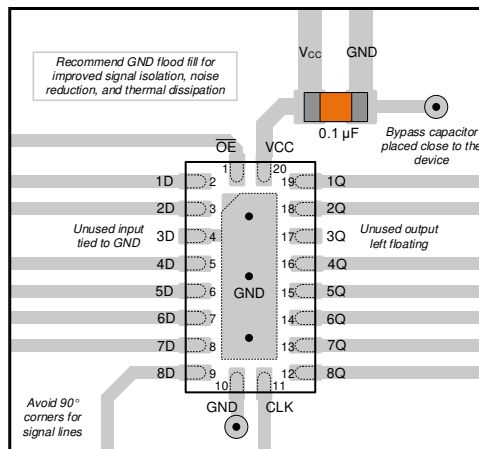 Recommend GND flood fill for
improved signal isolation, noise
reduction, and thermal dissipation
VCC GND
0.1 µF
Bypass capacitor
placed close to the
device
OE VCC
1 20
1D 2 19 1Q
2D 3 18 2Q
Unused input
tied to GND
3D 4 17 3Q
Unused output
left floating
4D 5 16 4Q
5D 6 15 5Q
GND
6D 7 14 6Q
7D 8 13 7Q
8D 9 12 8Q
10 11
GND CLK
Avoid 90°
corners for
signal lines